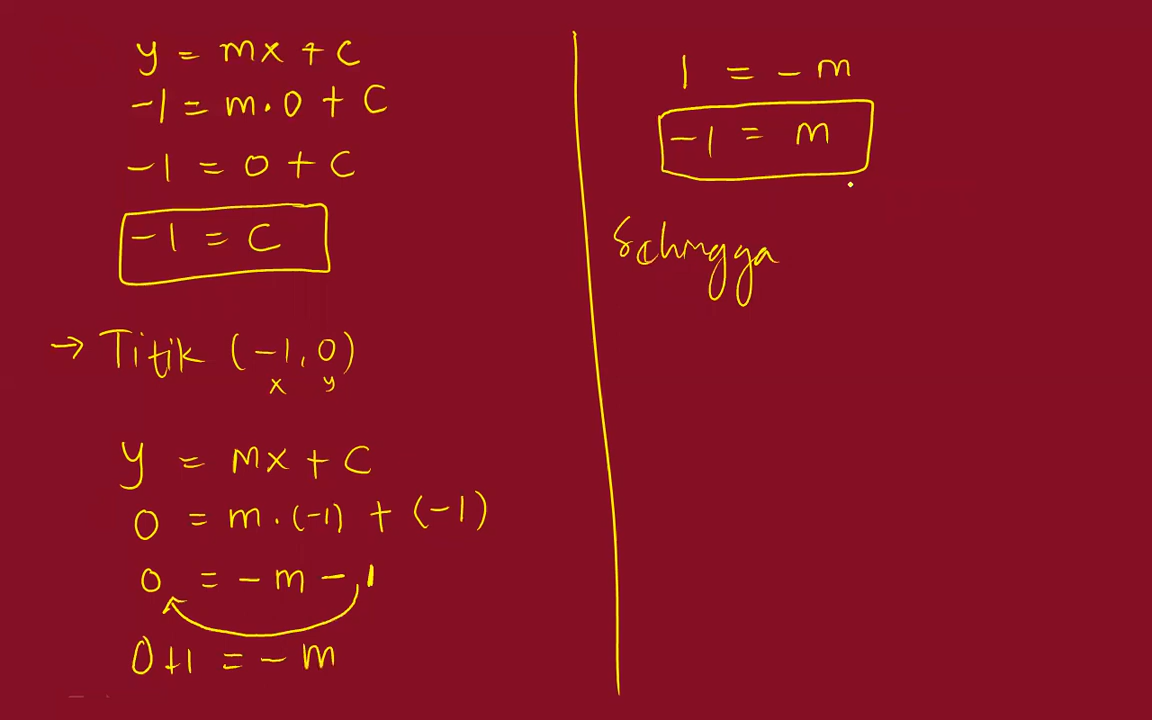 y = mx + c
-1 = m · 0 + c
-1 = 0 + c
-1 = c
→ Titik (-1, 0)
x y
y = mx + c
0 = m · (-1) + (-1)
0 = -m - 1
0+1 = -m
1 = -m
-1 = m
Sehingga